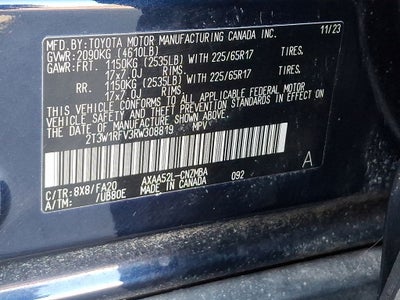 MFD. BY: TOYOTA MOTOR MANUFACTURING CANADA INC. 11/23
GVWR: 2090KG (4610LB)
GAWR: FRT. 1150KG (2535LB) WITH 225/65R17 TIRES.
17x7.0J RIMS
RR. 1150KG (2535LB) WITH 225/65R17 TIRES.
17x7.0J RIMS
THIS VEHICLE CONFORMS TO ALL APPLICABLE FEDERAL MOTOR
VEHICLE SAFETY AND THEFT PREVENTION STANDARDS IN EFFECT
ON THE DATE OF MANUFACTURE SHOWN ABOVE.
2T3W1RFV3RW308819 MPV
A
C/TR: 8X8/FA20 AXAA52L-CNZMBA 092
A/TM: /UB80E MADE IN CANADA